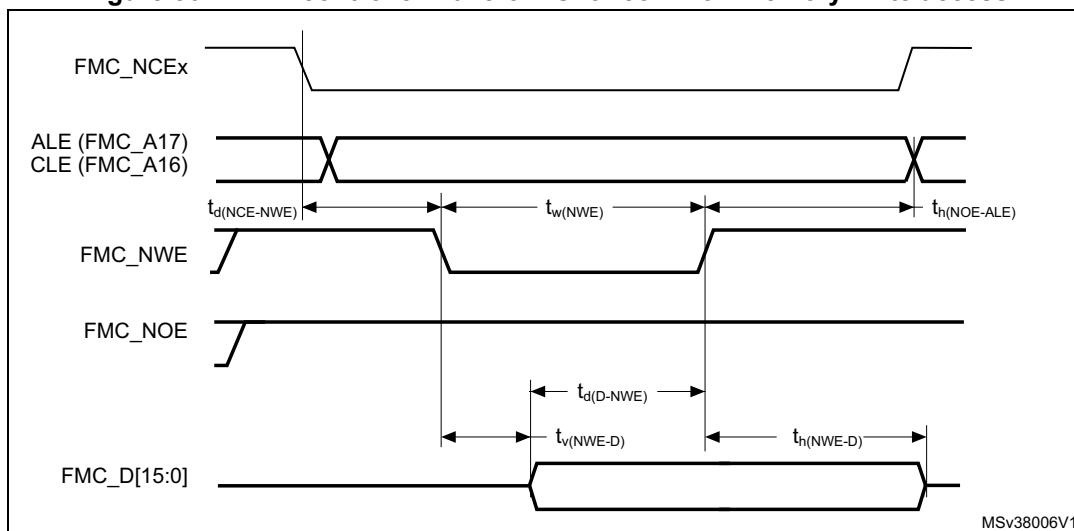 FMC_NCEx
ALE (FMC_A17)
CLE (FMC_A16)
td(NCE-NWE)
tw(NWE)
th(NOE-ALE)
FMC_NWE
FMC_NOE
td(D-NWE)
tv(NWE-D)
th(NWE-D)
FMC_D[15:0]
MSv38006V1